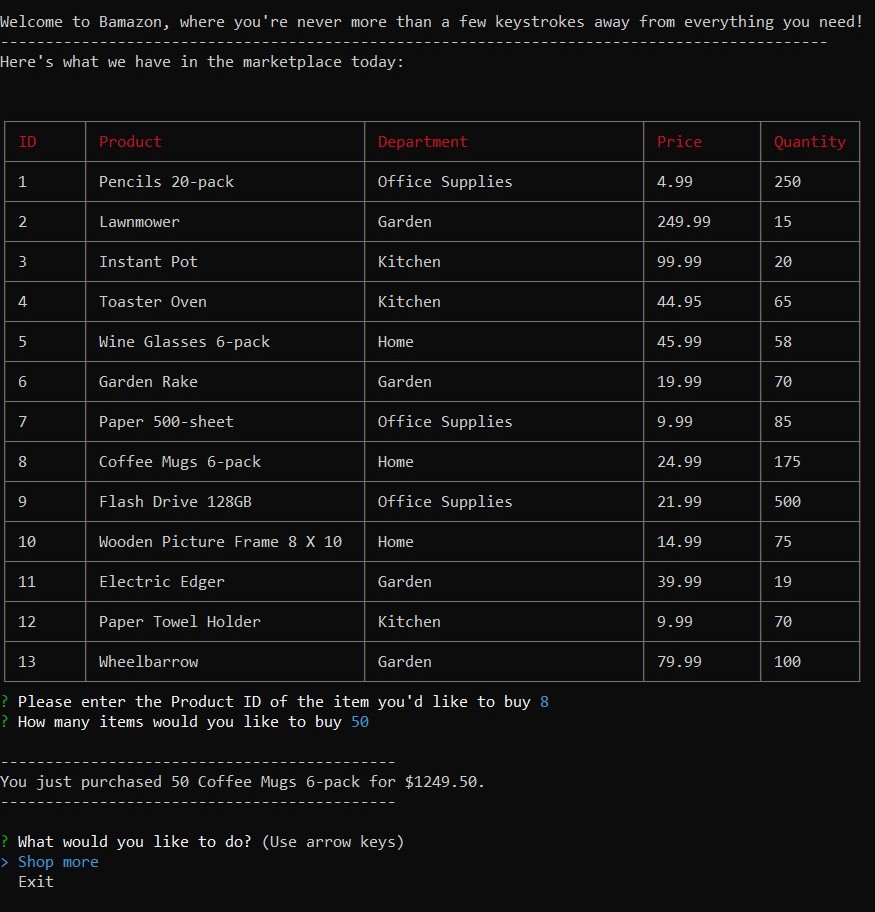 Welcome to Bamazon, where you're never more than a few keystrokes away from everything you need!
--------------------------------------------------------------------------------------------
Here's what we have in the marketplace today:
ID Product Department Price Quantity
1 Pencils 20-pack Office Supplies 4.99 250
2 Lawnmower Garden 249.99 15
3 Instant Pot Kitchen 99.99 20
4 Toaster Oven Kitchen 44.95 65
5 Wine Glasses 6-pack Home 45.99 58
6 Garden Rake Garden 19.99 70
7 Paper 500-sheet Office Supplies 9.99 85
8 Coffee Mugs 6-pack Home 24.99 175
9 Flash Drive 128GB Office Supplies 21.99 500
10 Wooden Picture Frame 8 X 10 Home 14.99 75
11 Electric Edger Garden 39.99 19
12 Paper Towel Holder Kitchen 9.99 70
13 Wheelbarrow Garden 79.99 100
? Please enter the Product ID of the item you'd like to buy 8
? How many items would you like to buy 50
--------------------------------------------
You just purchased 50 Coffee Mugs 6-pack for $1249.50.
--------------------------------------------
? What would you like to do? (Use arrow keys)
> Shop more
Exit